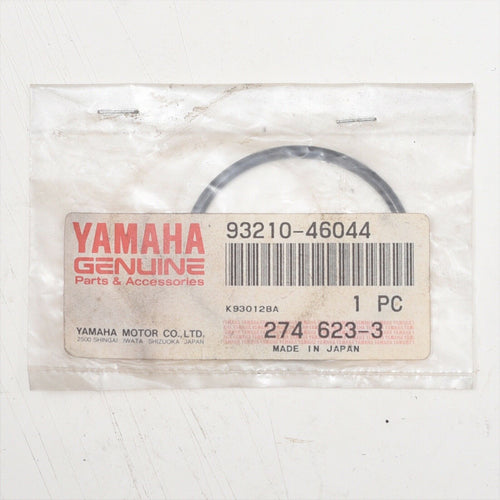 YAMAHA
GENUINE
Parts & Accessories
YAMAHA MOTOR CO.,LTD.
2500 SHINGAI IWATA SHIZUOKA JAPAN
93210-46044
K93012BA
1 PC
274 623-3
MADE IN JAPAN